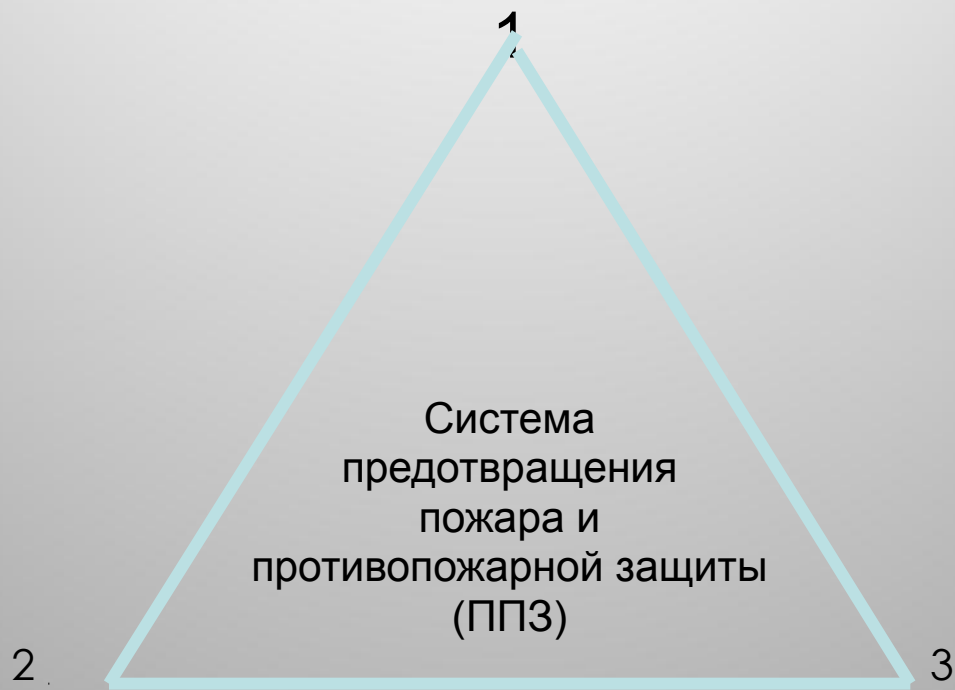 1
Система
предотвращения
пожара и
противопожарной защиты
(ППЗ)
2 .
3